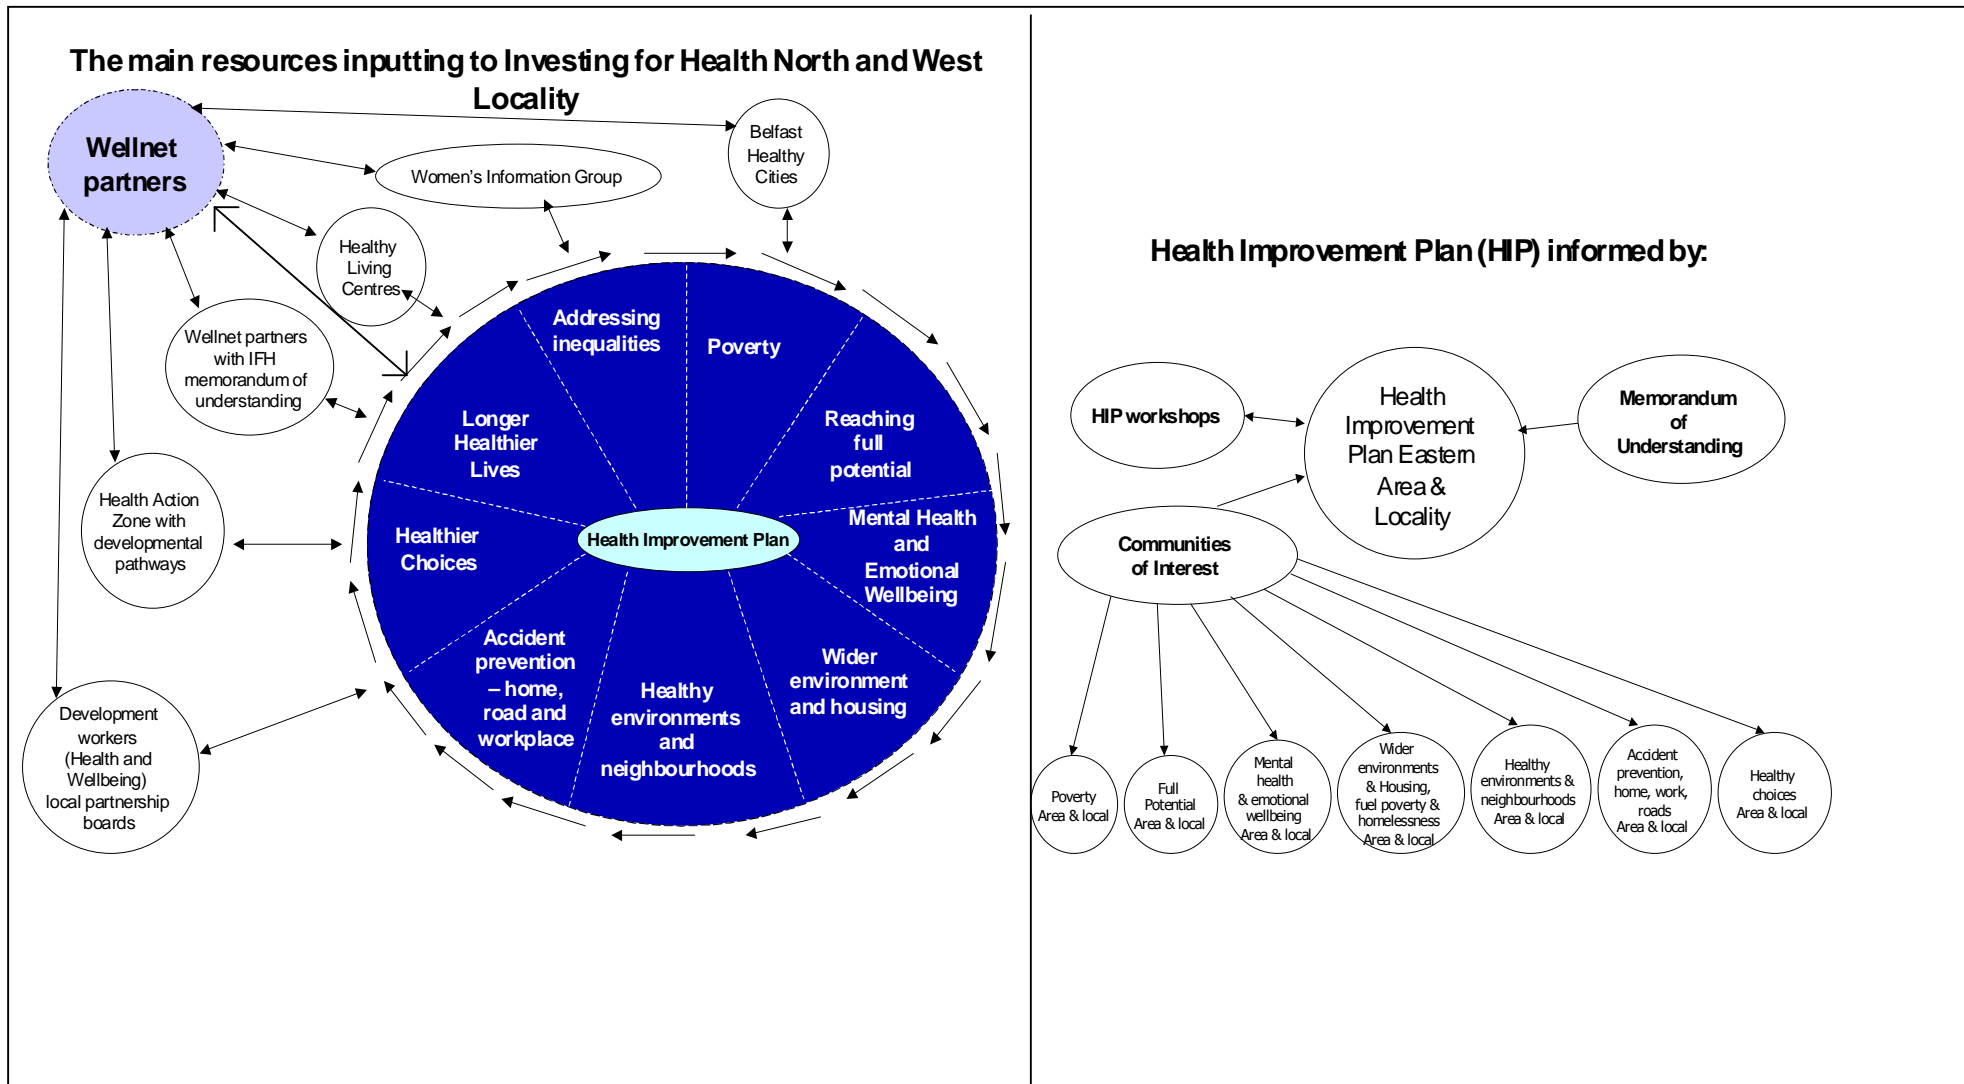 The main resources inputting to Investing for Health North and West
Locality
Wellnet
partners
Belfast
Healthy
Cities
Women's Information Group
Healthy
Living
Centres
Wellnet partners
with IFH
memorandum of
understanding
Health Action
Zone with
developmental
pathways
Development
workers
(Health and
Wellbeing)
local partnership
boards
Addressing
inequalities
Poverty
Reaching
full
potential
Mental Health
and
Emotional
Wellbeing
Wider
environment
and housing
Healthy
environments
and
neighbourhoods
Accident
prevention
– home,
road and
workplace
Healthier
Choices
Longer
Healthier
Lives
Health Improvement Plan
Health Improvement Plan (HIP) informed by:
HIP workshops
Health
Improvement
Plan Eastern
Area &
Locality
Memorandum
of
Understanding
Communities
of Interest
Poverty
Area & local
Full
Potential
Area & local
Mental
health
& emotional
wellbeing
Area & local
Wider
environments
& Housing,
fuel poverty &
homelessness
Area & local
Healthy
environments &
neighbourhoods
Area & local
Accident
prevention,
home, work,
roads
Area & local
Healthy
choices
Area & local